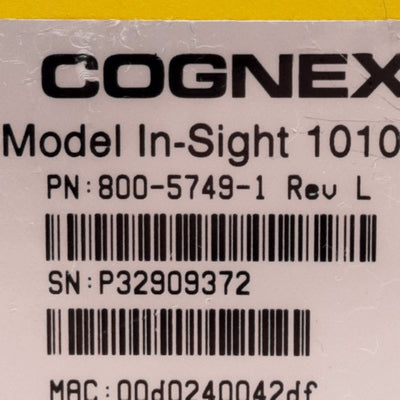 COGNEX
Model In-Sight 1010
PN:800-5749-1 Rev L
SN:P32909372
MAC:00d0240042df